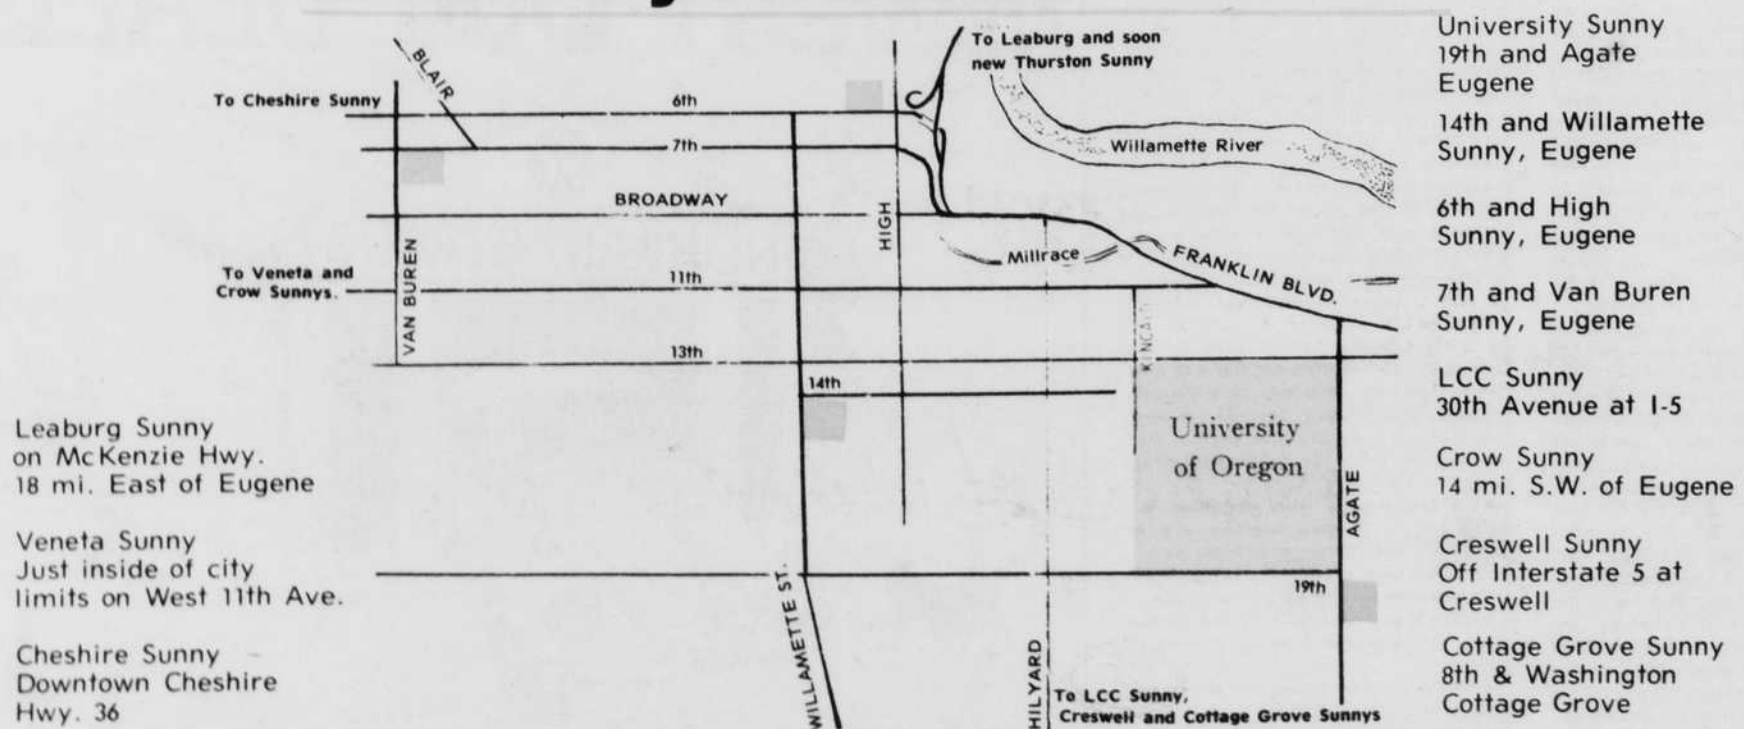 To Leaburg and soon
new Thurston Sunny
BLAIR
To Cheshire Sunny
6th
7th
Willamette River
BROADWAY
HIGH
VAN BUREN
Millrace
FRANKLIN BLVD.
To Veneta and
Crow Sunnys.
11th
KINCAID
13th
14th
University
of Oregon
AGATE
19th
WILLAMETTE ST.
HILYARD
To LCC Sunny,
Creswell and Cottage Grove Sunnys
Leaburg Sunny
on McKenzie Hwy.
18 mi. East of Eugene
Veneta Sunny
Just inside of city
limits on West 11th Ave.
Cheshire Sunny
Downtown Cheshire
Hwy. 36
University Sunny
19th and Agate
Eugene
14th and Willamette
Sunny, Eugene
6th and High
Sunny, Eugene
7th and Van Buren
Sunny, Eugene
LCC Sunny
30th Avenue at I-5
Crow Sunny
14 mi. S.W. of Eugene
Creswell Sunny
Off Interstate 5 at
Creswell
Cottage Grove Sunny
8th & Washington
Cottage Grove